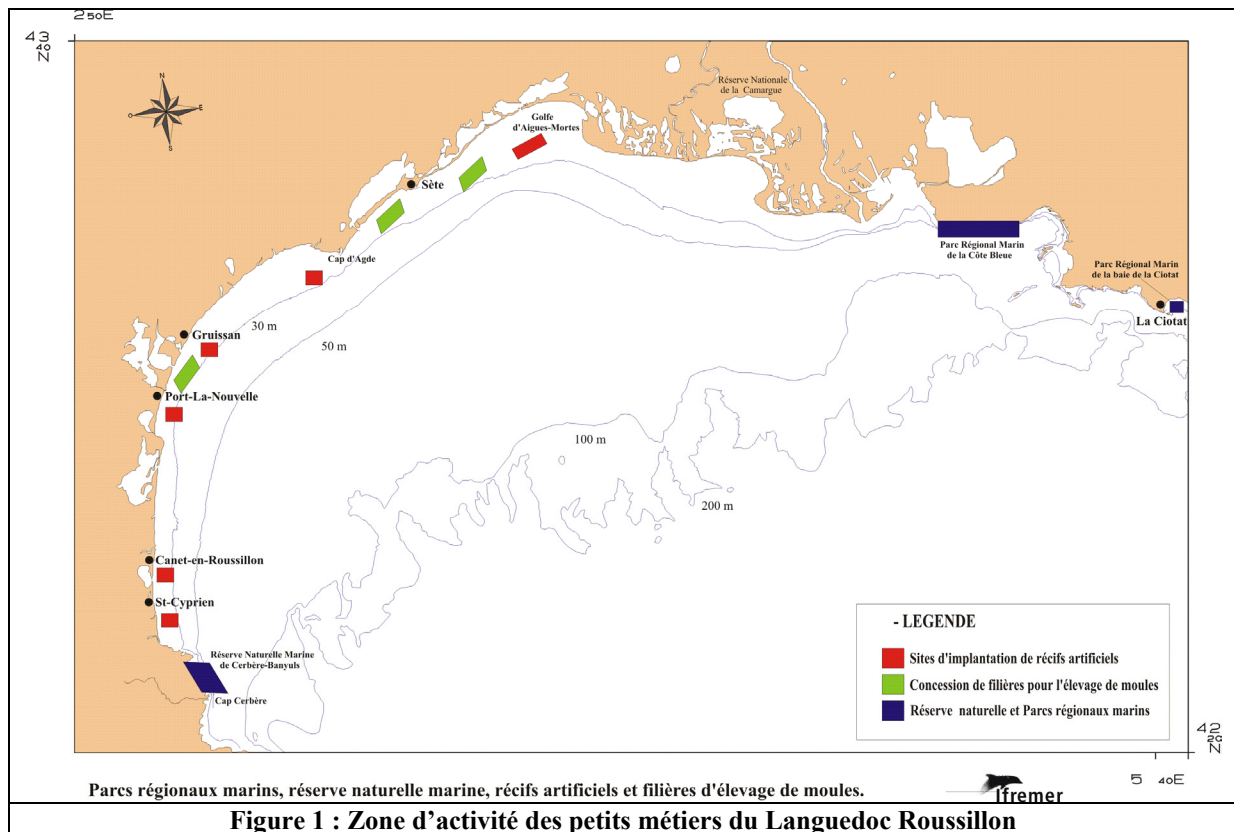 2 50E
43
40
N
N
E
S
O
Réserve Nationale
de la Camargue
Golfe
d'Aigues-Mortes
Sète
Cap d'Agde
Parc Régional Marin
de la Côte Bleue
Parc Régional Marin
de la baie de la Ciotat
La Ciotat
Gruissan
30 m
50 m
Port-La-Nouvelle
100 m
200 m
Canet-en-Roussillon
St-Cyprien
Réserve Naturelle Marine
de Cerbère-Banyuls
Cap Cerbère
- LEGENDE
Sites d'implantation de récifs artificiels
Concession de filières pour l'élevage de moules
Réserve naturelle et Parcs régionaux marins
42
20
N
5 40E
Parcs régionaux marins, réserve naturelle marine, récifs artificiels et filières d'élevage de moules.
Ifremer
Figure 1 : Zone d'activité des petits métiers du Languedoc Roussillon